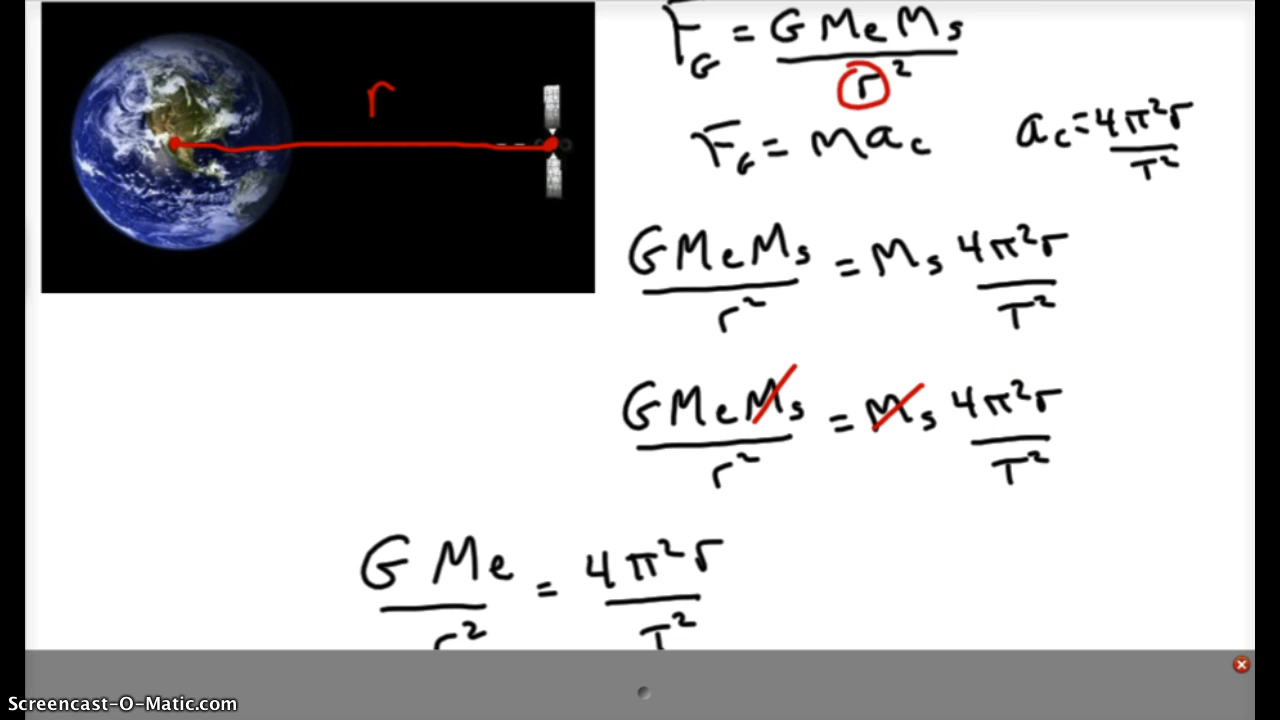 r
F_G = G Me Ms / r²
F_G = m a_c
a_c = 4π²r / T²
G Me Ms / r² = Ms 4π²r / T²
G Me Ms / r² = Ms 4π²r / T²
G Me / r² = 4π²r / T²
Screencast-O-Matic.com